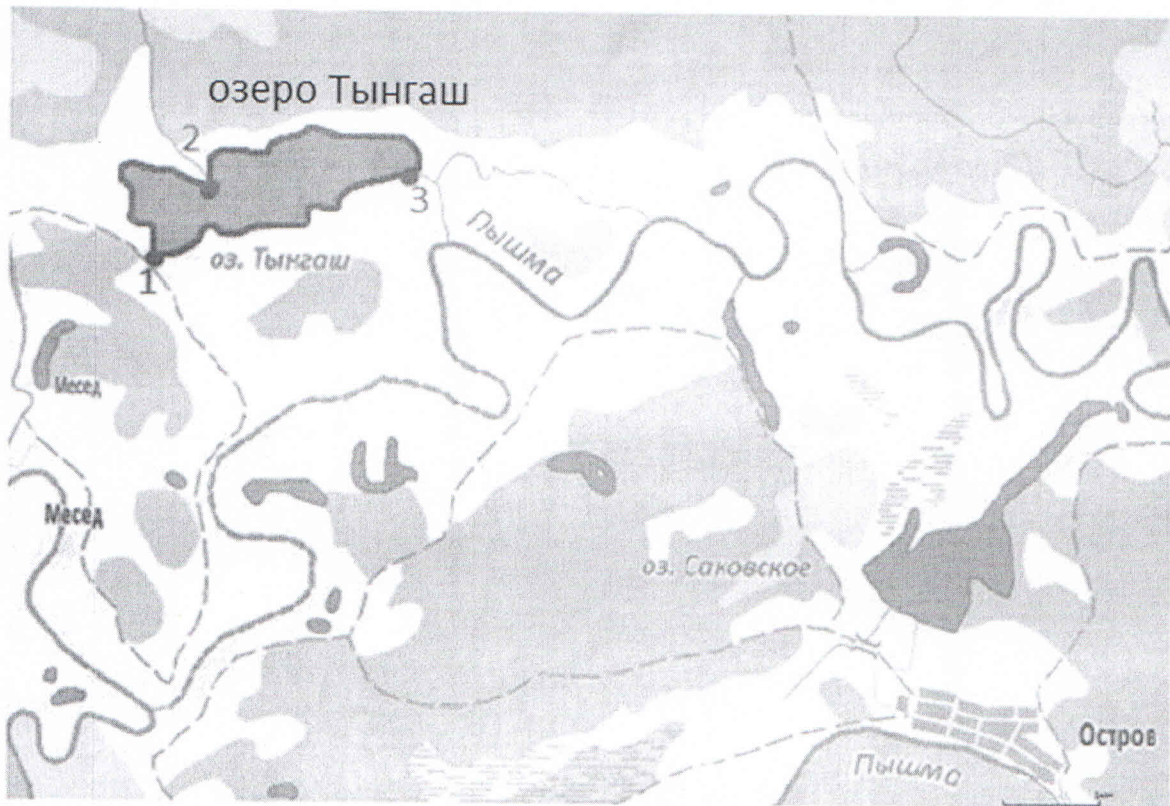 озеро Тынгаш
2
3
Пышма
оз. Тынгаш
1
Месед
Месед
оз. Саковское
Остров
Пышма